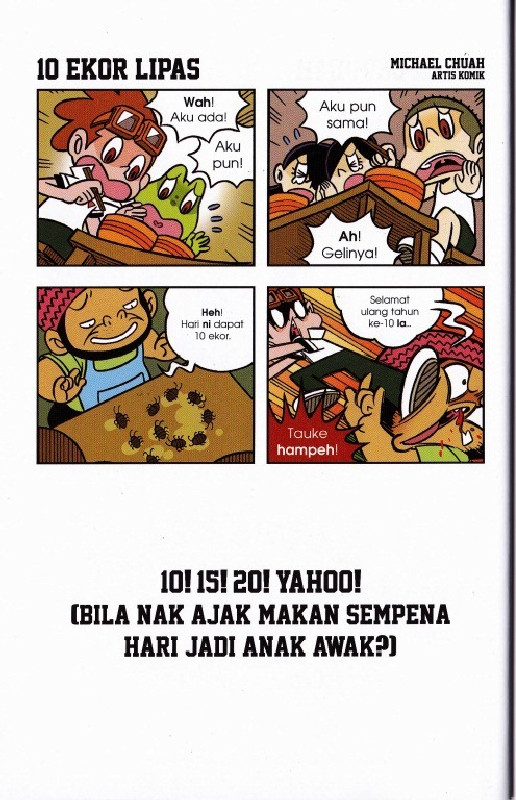 10 EKOR LIPAS
MICHAEL CHUAH
ARTIS KOMIK
Wah!
Aku ada!
Aku
pun!
Aku pun
sama!
Ah!
Gelinya!
Heh!
Hari ni dapat
10 ekor.
Selamat
ulang tahun
ke-10 la..
Tauke
hampeh!
10! 15! 20! YAHOO!
(BILA NAK AJAK MAKAN SEMPENA
HARI JADI ANAK AWAK?)